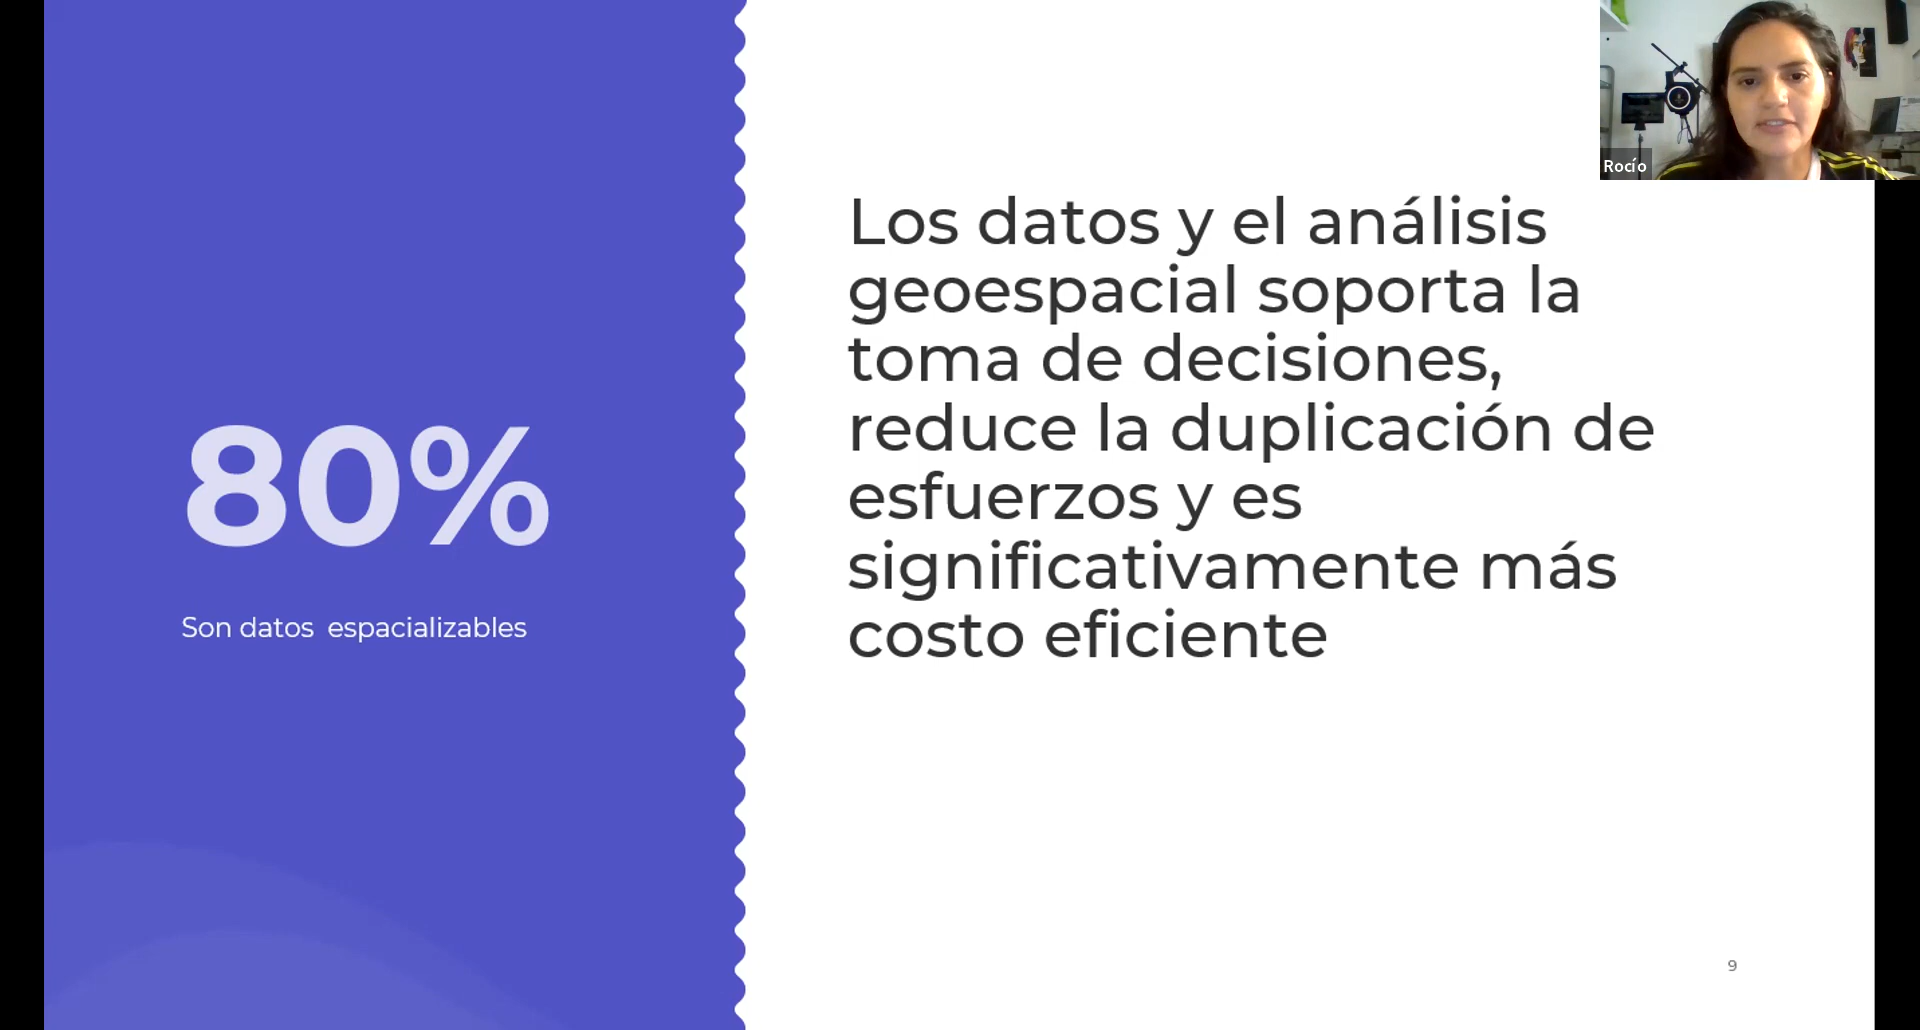 80%
Son datos  espacializables
Los datos y el análisis
geoespacial soporta la
toma de decisiones,
reduce la duplicación de
esfuerzos y es
significativamente más
costo eficiente
Rocío
9